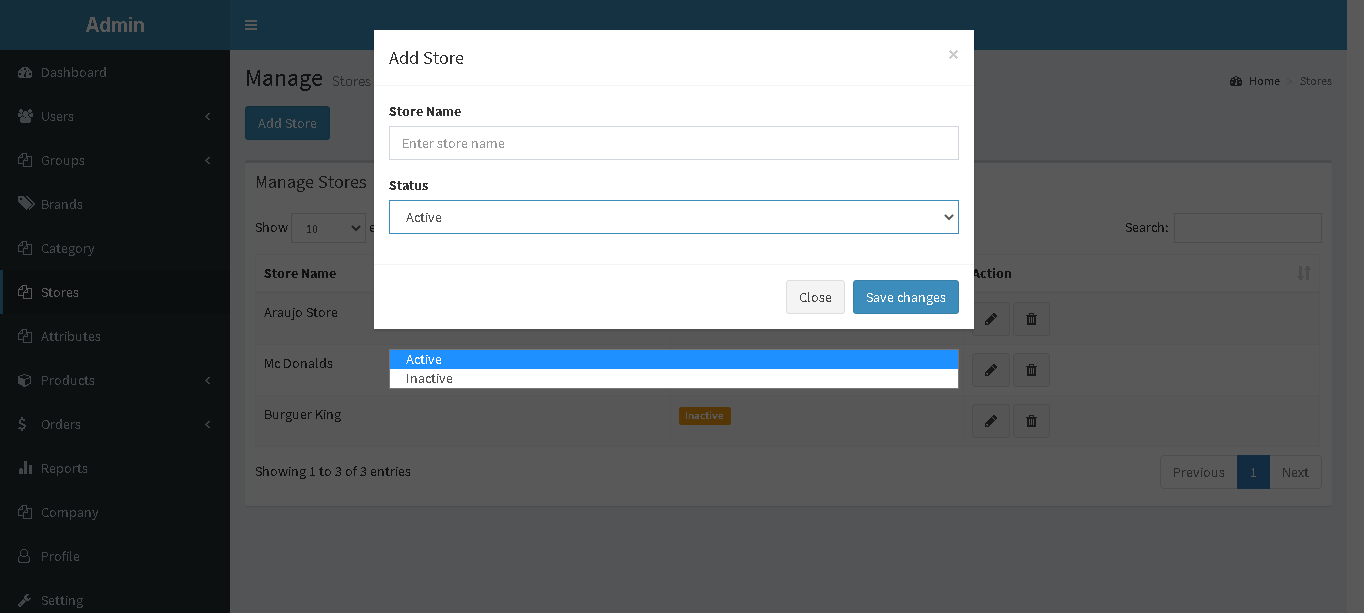 Admin
Dashboard
Users
Groups
Brands
Category
Stores
Attributes
Products
Orders
Reports
Company
Profile
Setting
Manage Stores
Home > Stores
Add Store
Manage Stores
Show 10 e
Search:
Store Name
Action
Araujo Store
Mc Donalds
Burguer King
Inactive
Showing 1 to 3 of 3 entries
Previous 1 Next
Add Store
×
Store Name
Enter store name
Status
Active
Close Save changes
Active
Inactive